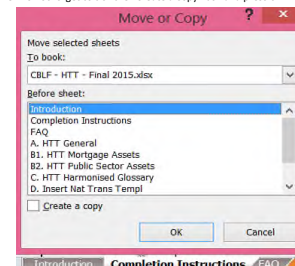 Move or Copy ?
Move selected sheets
To book:
CBLF - HTT - Final 2015.xlsx
Before sheet:
Introduction
Completion Instructions
FAQ
A. HTT General
B1. HTT Mortgage Assets
B2. HTT Public Sector Assets
C. HTT Harmonised Glossary
D. Insert Nat Trans Templ
Create a copy
OK Cancel
Introduction Completion Instructions FAQ